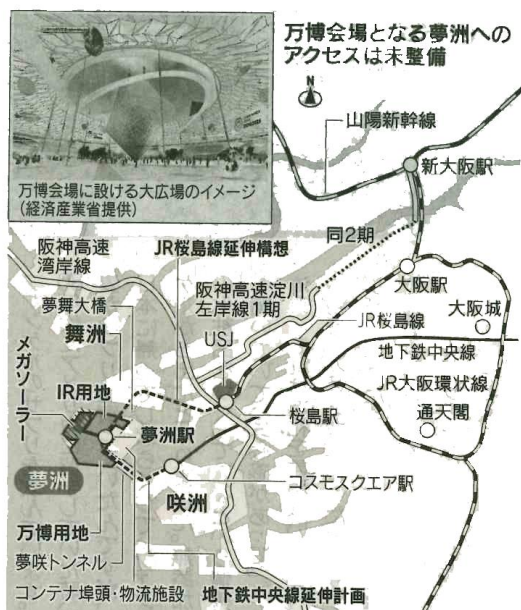 万博会場となる夢洲への
アクセスは未整備
N
万博会場に設ける大広場のイメージ
(経済産業省提供)
山陽新幹線
新大阪駅
同2期
阪神高速
湾岸線
JR桜島線延伸構想
阪神高速淀川
左岸線1期
大阪駅
夢舞大橋
大阪城
舞洲
USJ
JR桜島線
地下鉄中央線
メガソーラー
IR用地
JR大阪環状線
夢洲駅
桜島駅
通天閣
夢洲
コスモスクエア駅
咲洲
万博用地
夢咲トンネル
コンテナ埠頭・物流施設
地下鉄中央線延伸計画